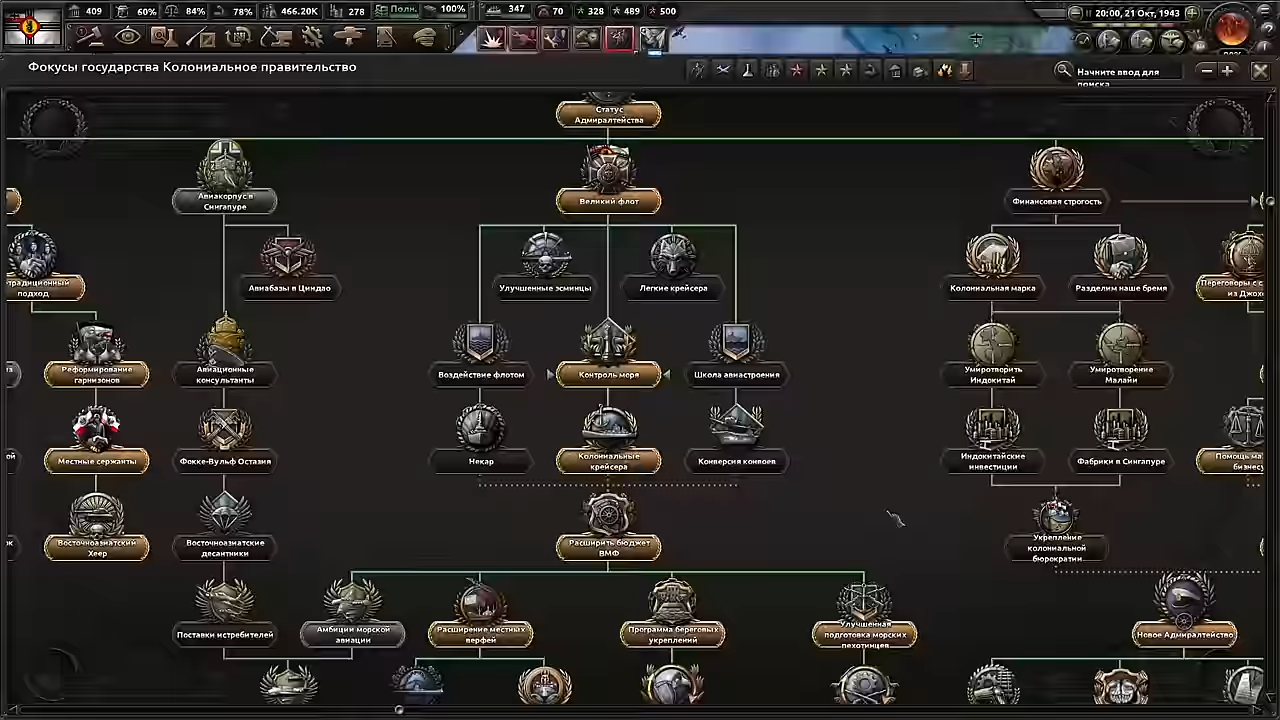 409 60% 84% 78% 466.20K 278 Полн. 100% 347 70 328 489 500
20:00, 21 Окт, 1943
Фокусы государства Колониальное правительство
Начните ввод для
поиска
Статус
Адмиралтейства
Авиакорпус в
Сингапуре
Великий флот
Финансовая строгость
традиционный
подход
Авиабазы в Циндао
Улучшенные эсминцы
Легкие крейсера
Колониальная марка
Разделим наше бремя
Переговоры с с
из Джох
Реформирование
гарнизонов
Авиационные
консультанты
Воздействие флотом
Контроль моря
Школа авиастроения
Умиротворить
Индокитай
Умиротворение
Малайи
Местные сержанты
Фокке-Вульф Остазия
Некар
Колониальные
крейсера
Конверсия конвоев
Индокитайские
инвестиции
Фабрики в Сингапуре
Помощь ма
бизнесу
Восточноазиатский
Хеер
Восточноазиатские
десантники
Расширить бюджет
ВМФ
Укрепление
колониальной
бюрократии
Поставки истребителей
Амбиции морской
авиации
Расширение местных
верфей
Программа береговых
укреплений
Улучшенная
подготовка морских
пехотинцев
Новое Адмиралтейство